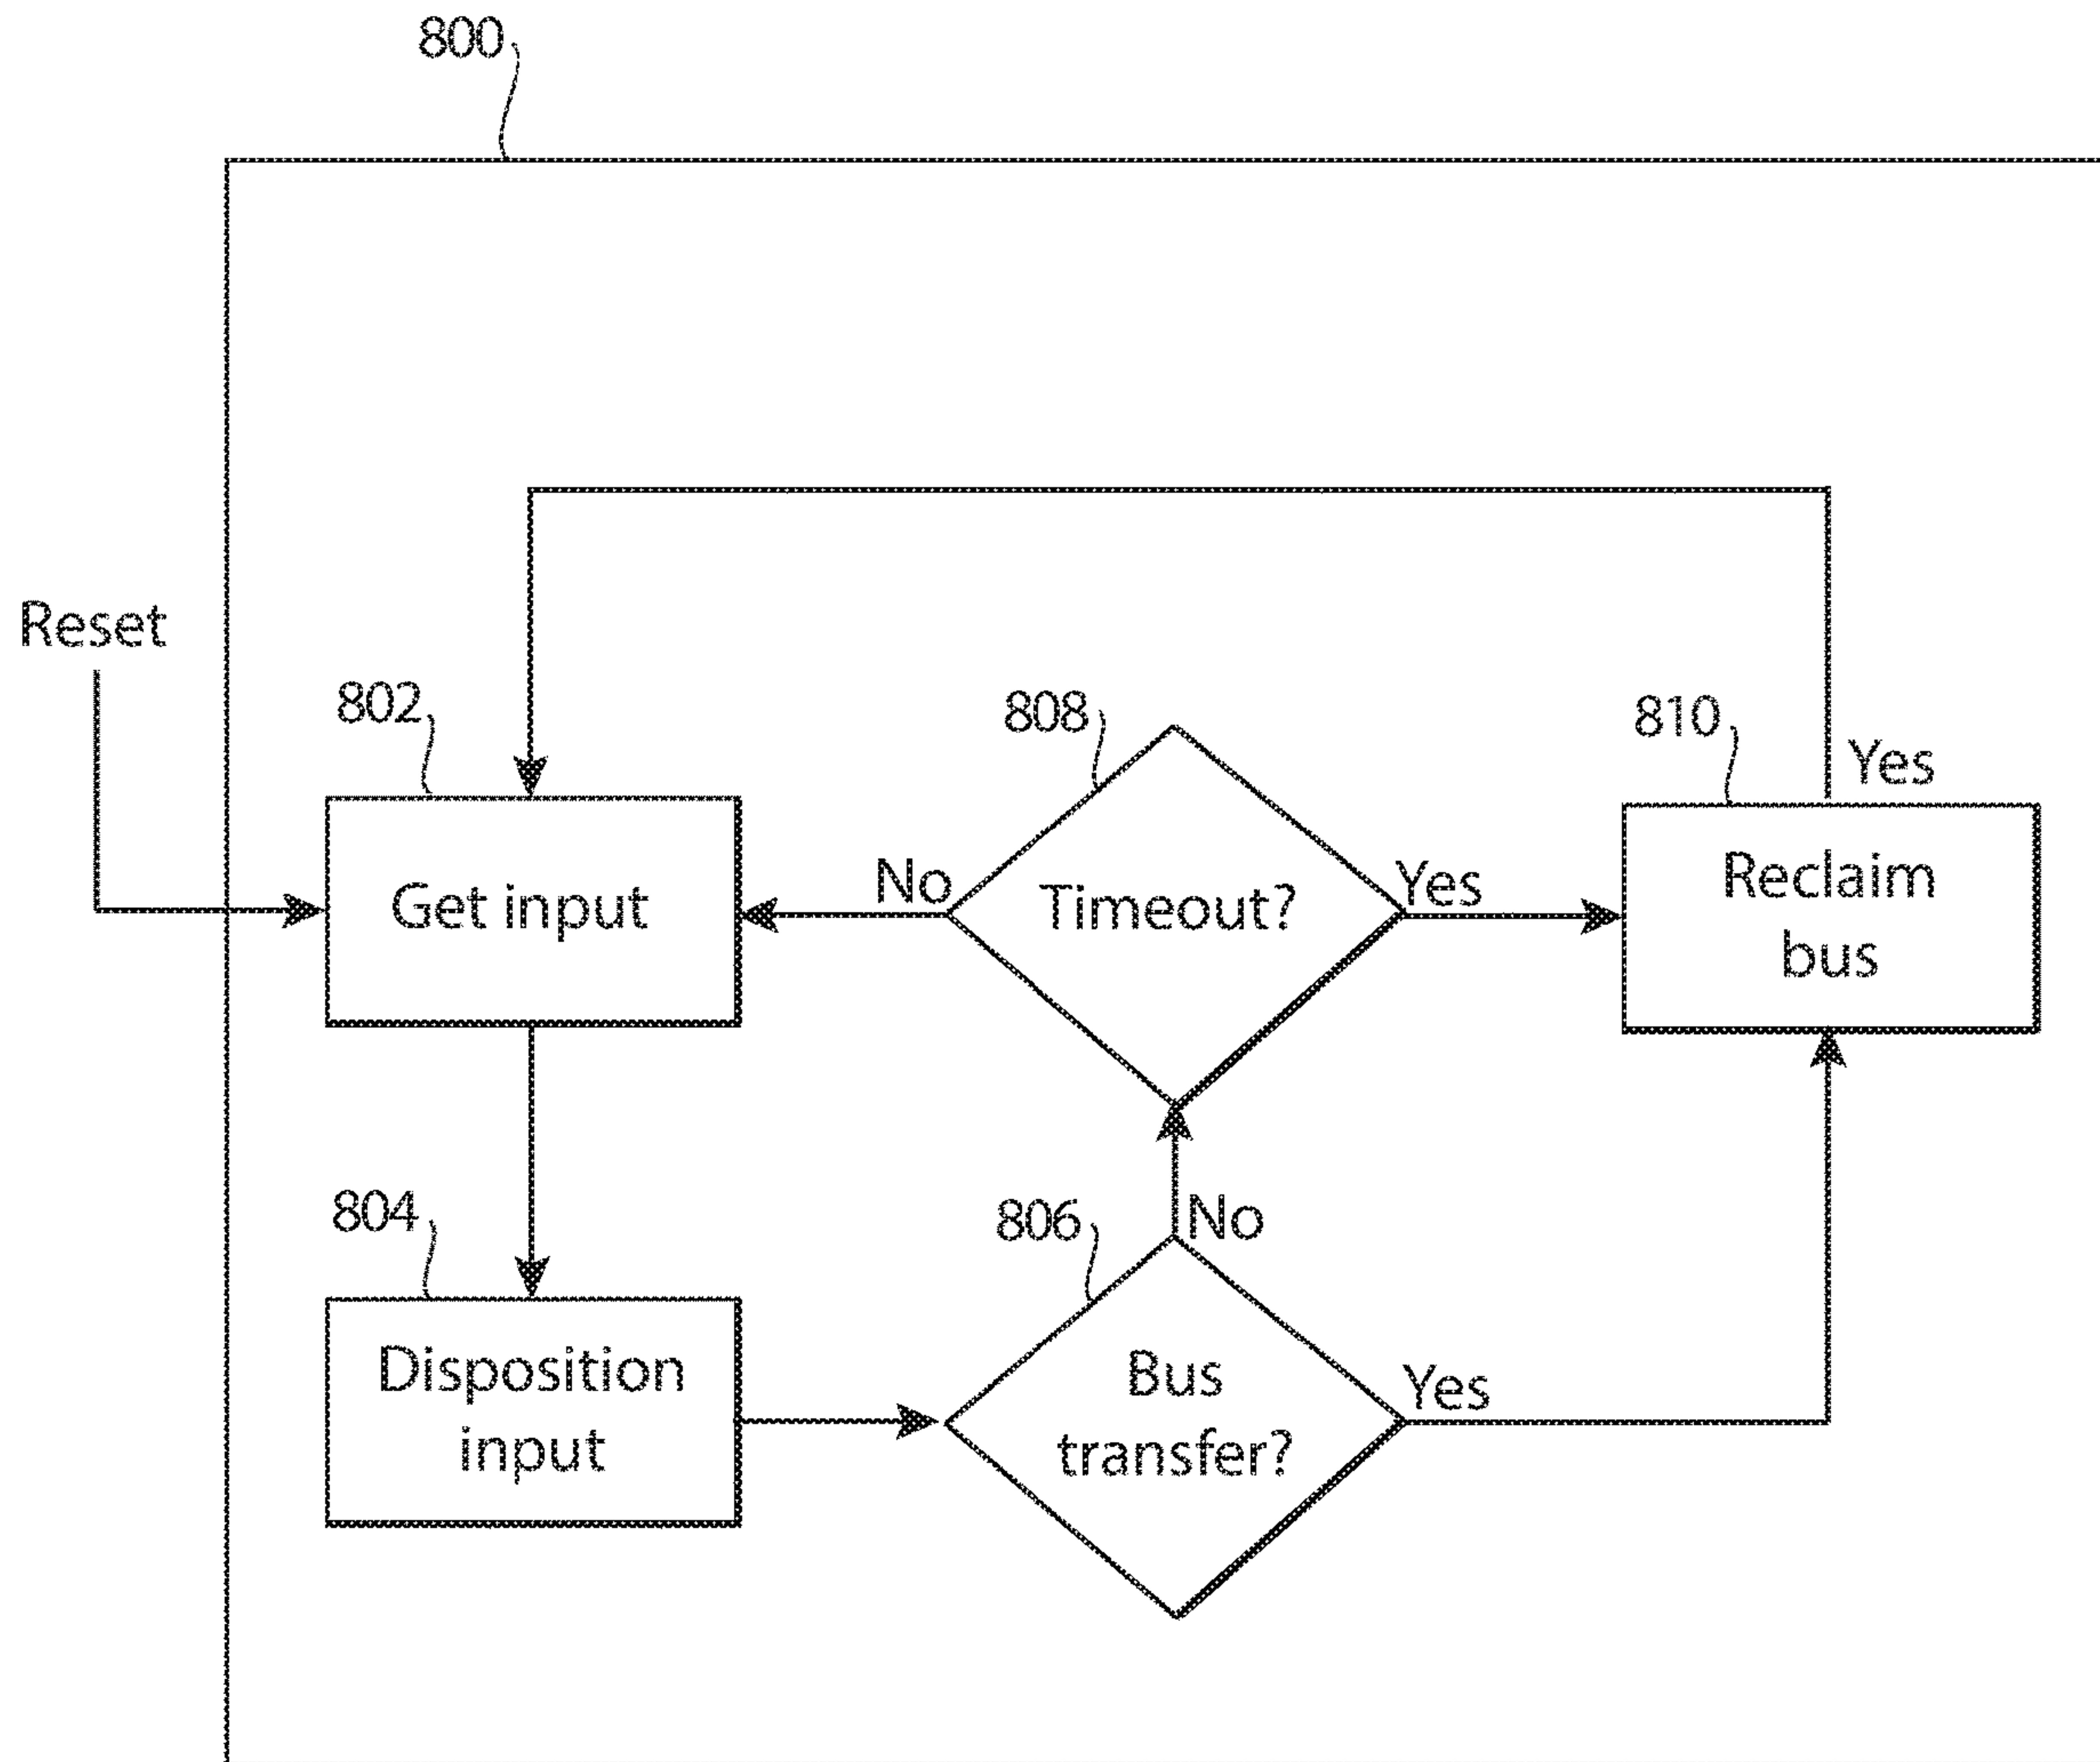 800
Reset
802
808
810
Yes
Get input
No
Timeout?
Yes
Reclaim
bus
804
806
No
Disposition
input
Bus
transfer?
Yes